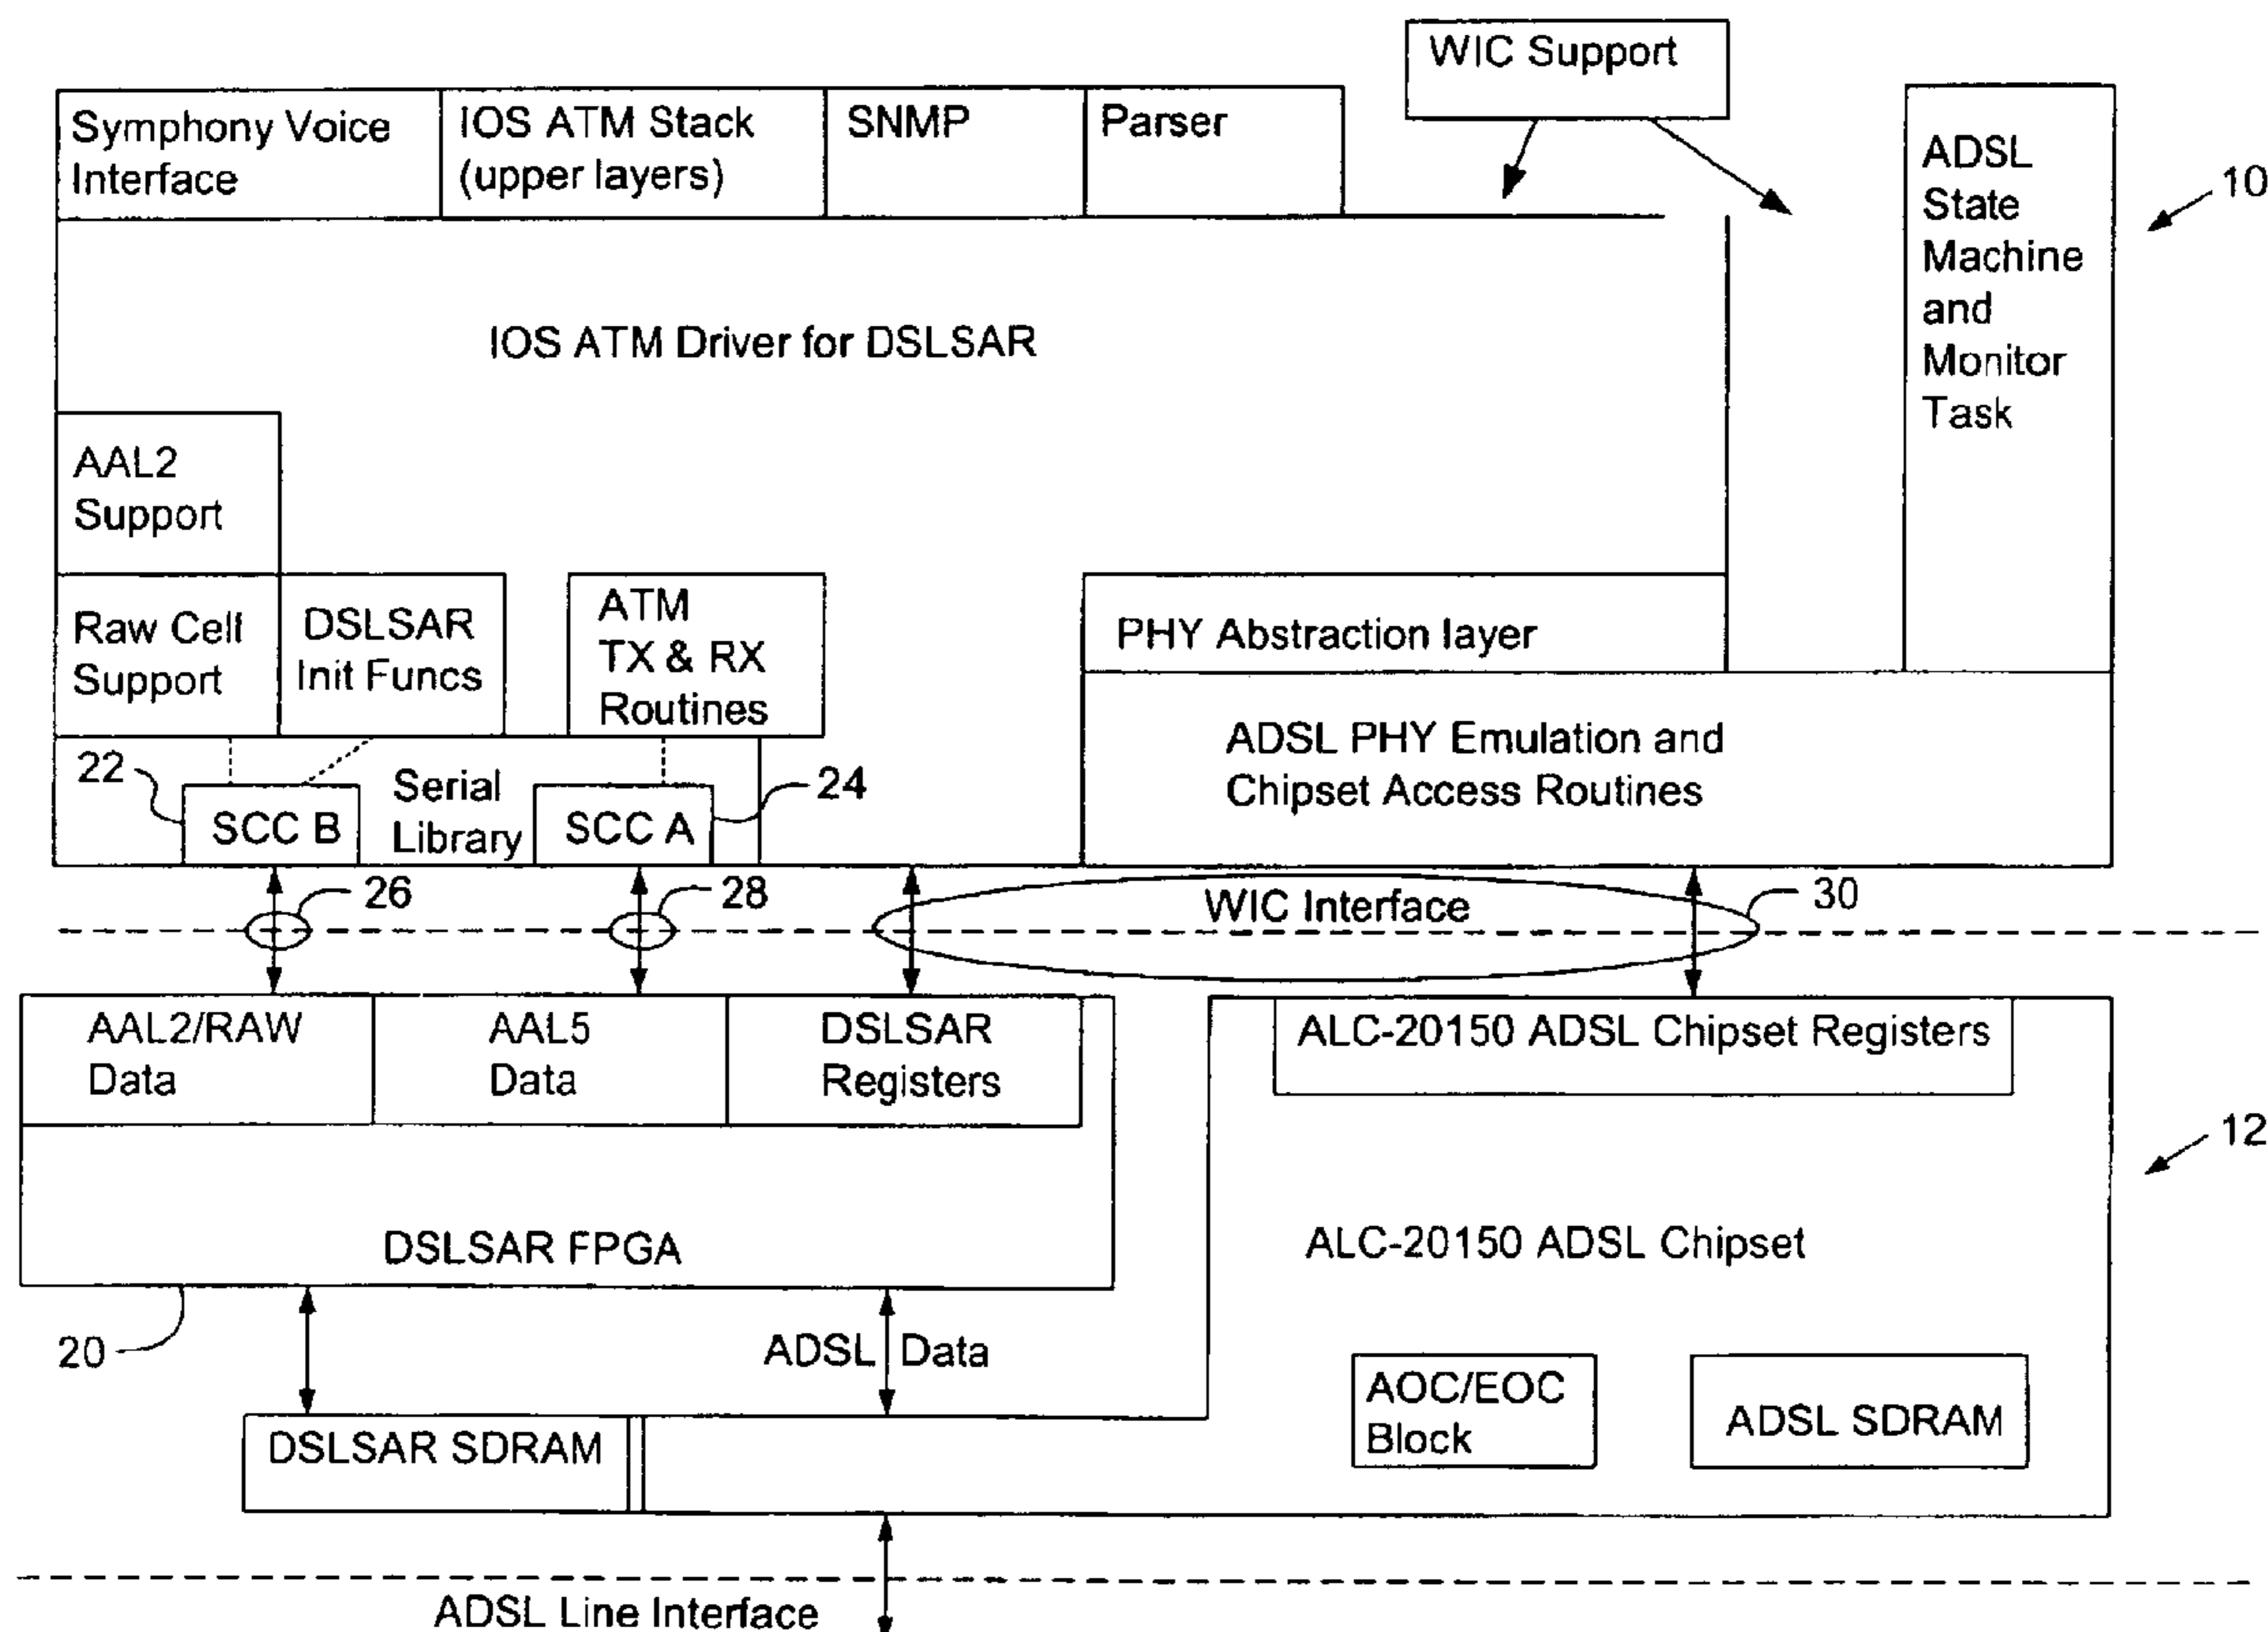 WIC Support
Symphony Voice
Interface
IOS ATM Stack
(upper layers)
SNMP
Parser
ADSL
State
Machine
and
Monitor
Task
10
IOS ATM Driver for DSLSAR
AAL2
Support
Raw Cell
Support
DSLSAR
Init Funcs
ATM
TX & RX
Routines
PHY Abstraction layer
ADSL PHY Emulation and
Chipset Access Routines
22
SCC B
Serial
Library
SCC A
24
26
28
WIC Interface
30
AAL2/RAW
Data
AAL5
Data
DSLSAR
Registers
ALC-20150 ADSL Chipset Registers
12
DSLSAR FPGA
ALC-20150 ADSL Chipset
20
ADSL Data
AOC/EOC
Block
ADSL SDRAM
DSLSAR SDRAM
ADSL Line Interface